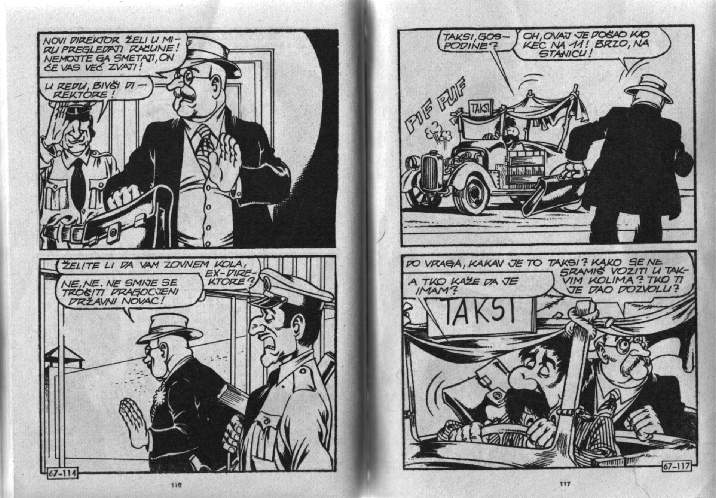 NOVI DIREKTOR ŽELI U MI-
RU PREGLEDATI RAČUNE!
NEMOJTE GA SMETATI, ON
ĆE VAS VEĆ ZVATI!
U REDU, BIVŠI DI-
REKTORE!
ŽELITE LI DA VAM ZOVNEM KOLA,
EX-DIRE-
KTORE?
NE, NE. NE SMIJE SE
TROŠITI DRAGOCJENI
DRŽAVNI NOVAC!
67-114
116
TAKSI, GOS-
PODINE?
OH, OVAJ JE DOŠAO KAO
KEC NA 11! BRZO, NA
STANICU!
PIF PUF
TAKSI
DO VRAGA, KAKAV JE TO TAKSI? KAKO SE NE
SRAMIŠ VOZITI U TAK-
VIM KOLIMA? TKO TI
JE DAO DOZVOLU?
A TKO KAŽE DA JE
IMAM?
TAKSI
67-117
117